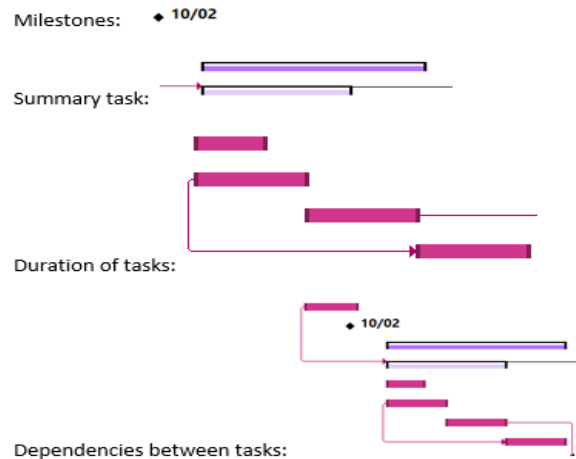 Milestones: 10/02
Summary task:
Duration of tasks:
10/02
Dependencies between tasks: